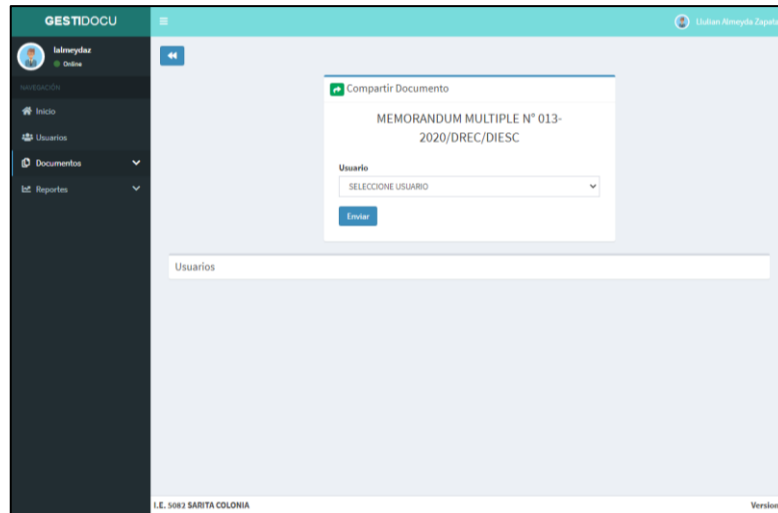 GESTIDOCU
Llulian Almeyda Zapata
lalmeydaz
Online
NAVEGACIÓN
Inicio
Usuarios
Documentos
Reportes
Compartir Documento
MEMORANDUM MULTIPLE N° 013-
2020/DREC/DIESC
Usuario
SELECCIONE USUARIO
Enviar
Usuarios
I.E. 5082 SARITA COLONIA
Version